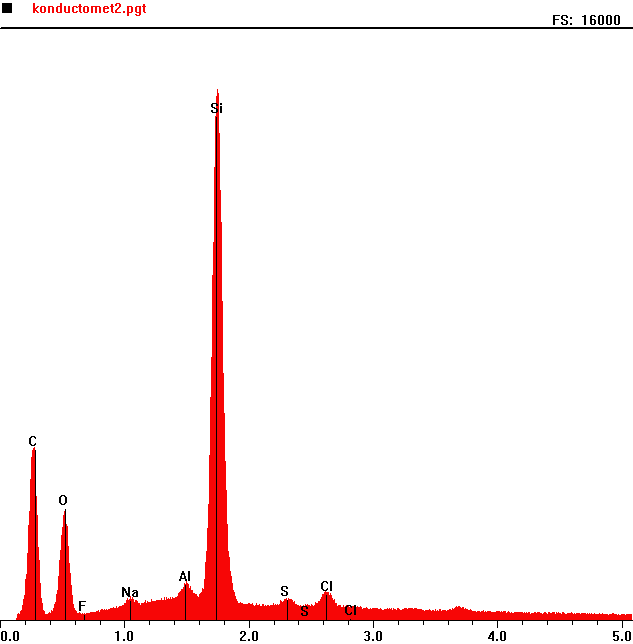 konductomet2.pgt
FS: 16000
Si
C
O
Al
Na
F
S
Cl
S
Cl
0.0 1.0 2.0 3.0 4.0 5.0